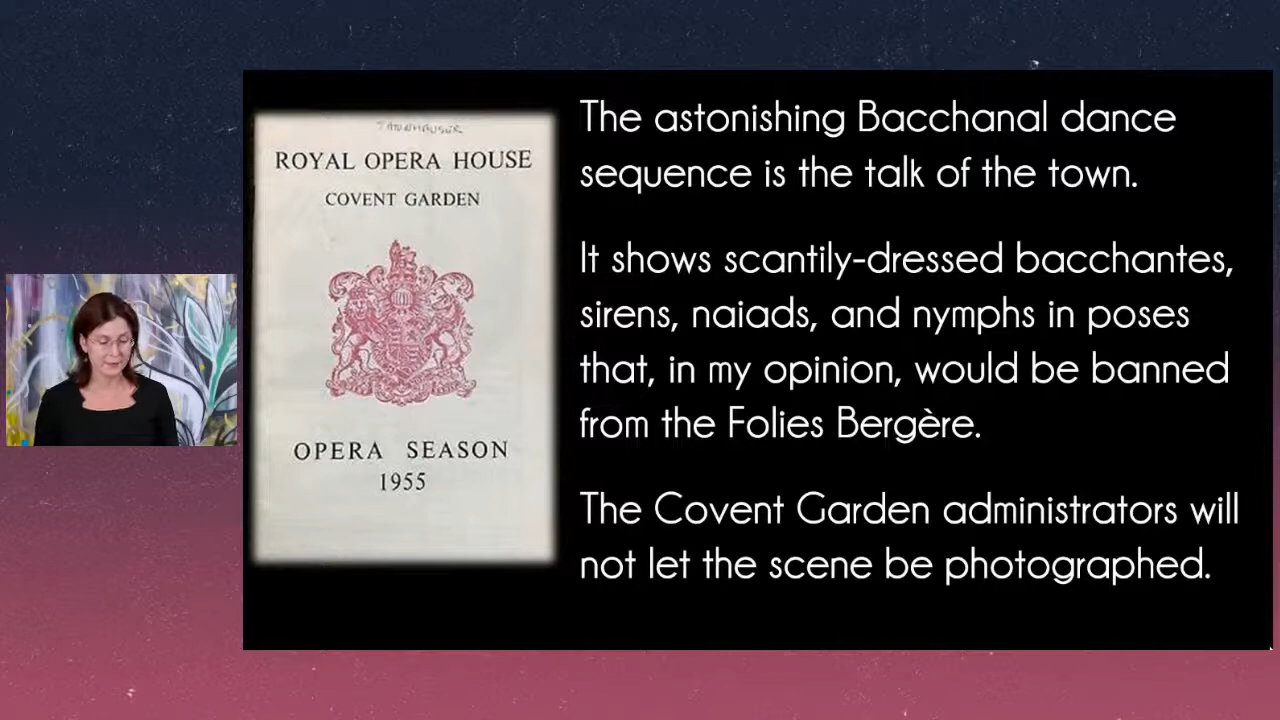 TANNHAUSER
ROYAL OPERA HOUSE
COVENT GARDEN
OPERA SEASON
1955
The astonishing Bacchanal dance
sequence is the talk of the town.
It shows scantily-dressed bacchantes,
sirens, naiads, and nymphs in poses
that, in my opinion, would be banned
from the Folies Bergère.
The Covent Garden administrators will
not let the scene be photographed.